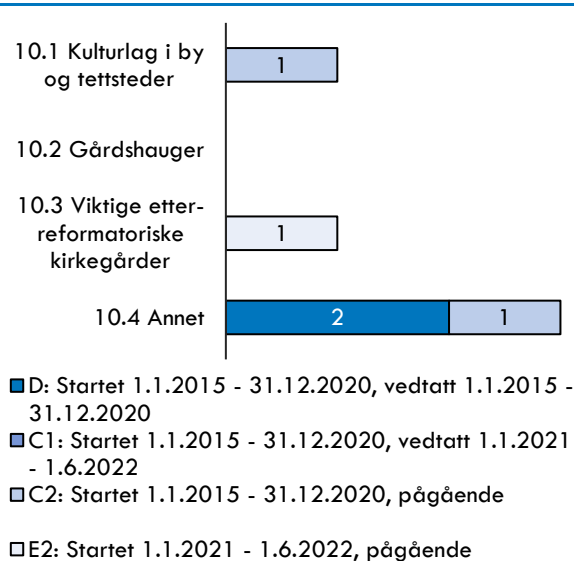 10.1 Kulturlag i by
og tettsteder
1
10.2 Gårdshauger
10.3 Viktige etter-
reformatoriske
kirkegårder
1
10.4 Annet
2
1
D: Startet 1.1.2015 - 31.12.2020, vedtatt 1.1.2015 -
31.12.2020
C1: Startet 1.1.2015 - 31.12.2020, vedtatt 1.1.2021
- 1.6.2022
C2: Startet 1.1.2015 - 31.12.2020, pågående
E2: Startet 1.1.2021 - 1.6.2022, pågående